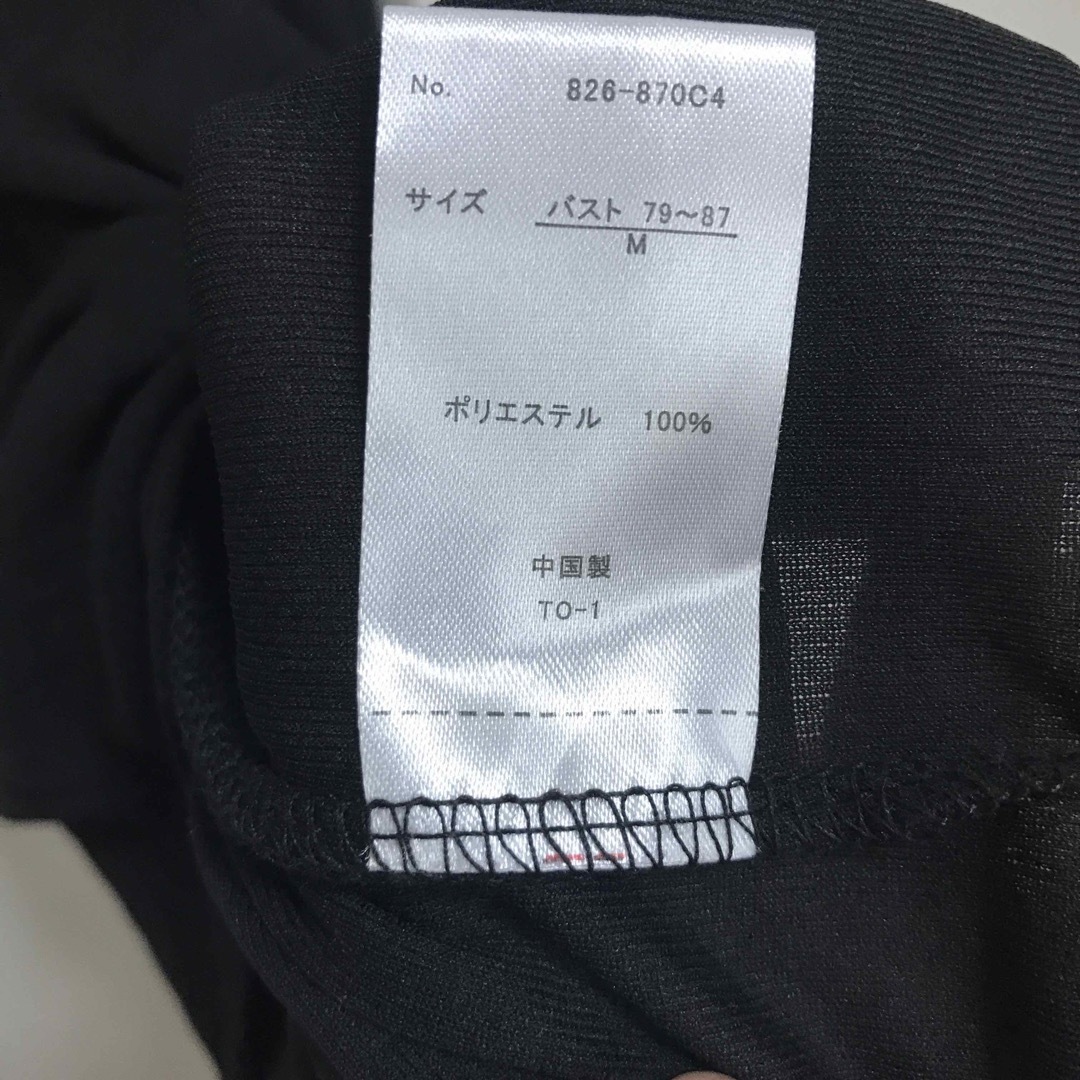 No. 826-870C4
サイズ バスト 79～87
M
ポリエステル 100%
中国製
TO-1